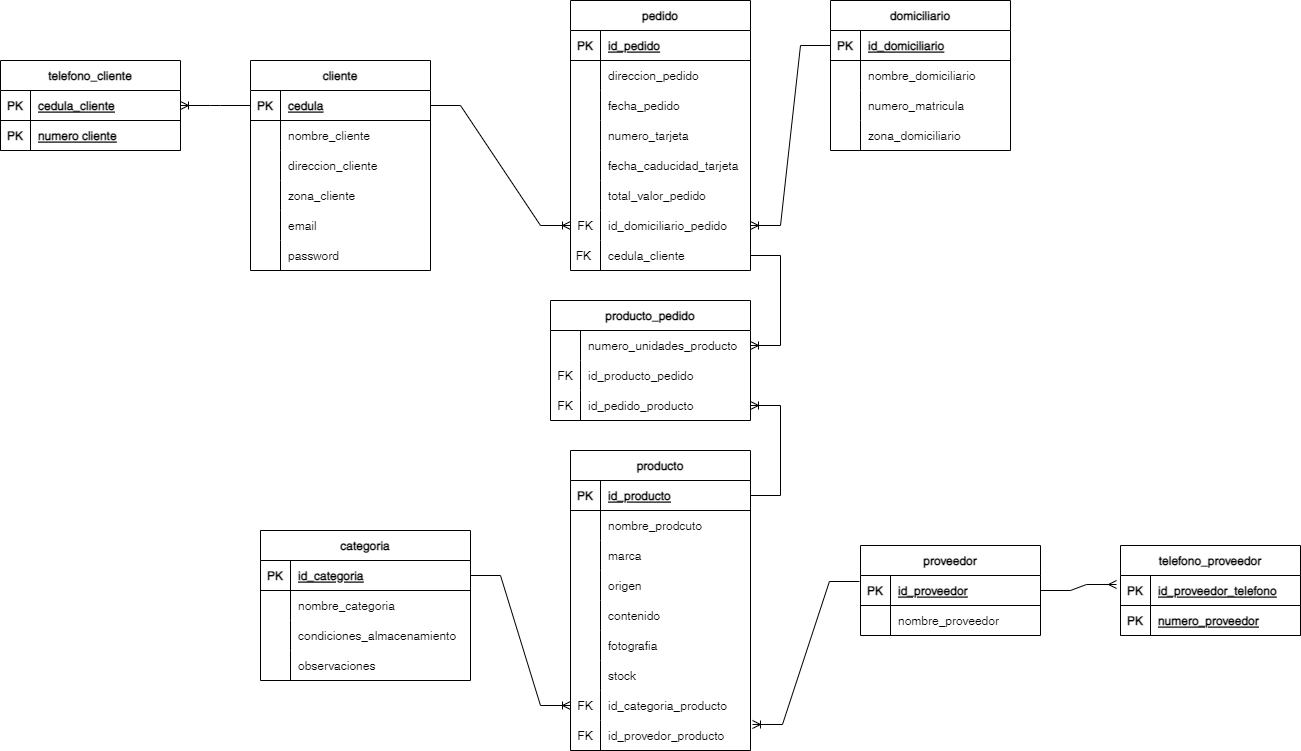 pedido
PK id_pedido
direccion_pedido
fecha_pedido
numero_tarjeta
fecha_caducidad_tarjeta
total_valor_pedido
FK id_domiciliario_pedido
FK cedula_cliente
domiciliario
PK id_domiciliario
nombre_domiciliario
numero_matricula
zona_domiciliario
telefono_cliente
PK cedula_cliente
PK numero cliente
cliente
PK cedula
nombre_cliente
direccion_cliente
zona_cliente
email
password
producto_pedido
numero_unidades_producto
FK id_producto_pedido
FK id_pedido_producto
producto
PK id_producto
nombre_prodcuto
marca
origen
contenido
fotografia
stock
FK id_categoria_producto
FK id_provedor_producto
categoria
PK id_categoria
nombre_categoria
condiciones_almacenamiento
observaciones
proveedor
PK id_proveedor
nombre_proveedor
telefono_proveedor
PK id_proveedor_telefono
PK numero_proveedor